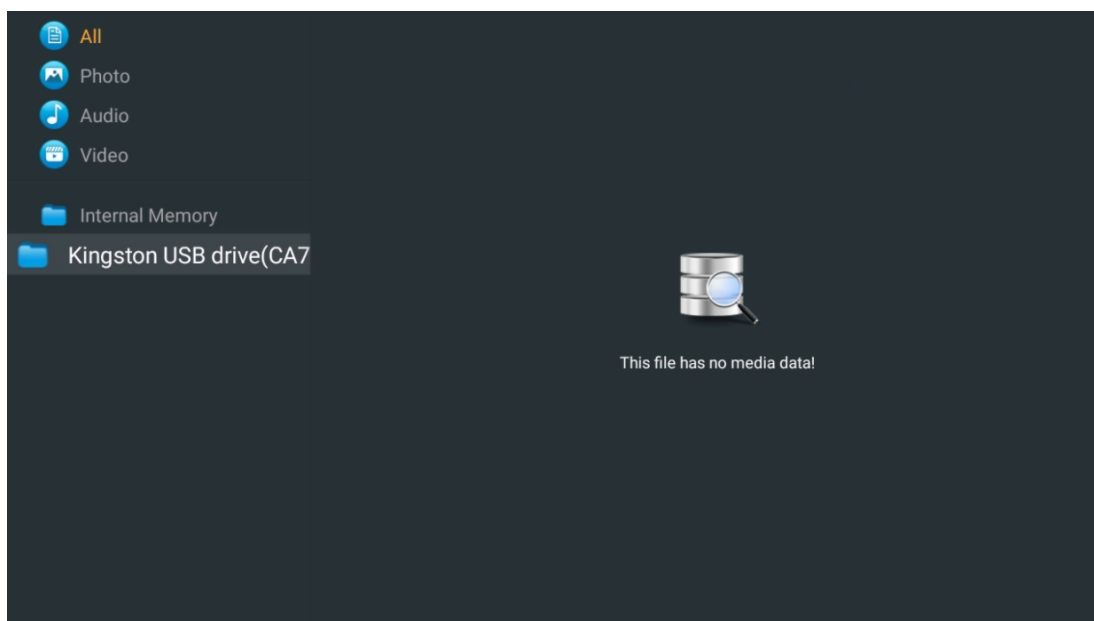 All
Photo
Audio
Video
Internal Memory
Kingston USB drive(CA7
This file has no media data!